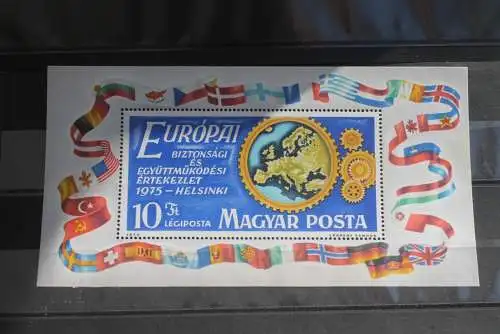 EURÓPAI
BIZTONSÁGI
ÉS
EGYÜTTMŰKÖDÉSI
ÉRTEKEZLET
1975 – HELSINKI
10 Ft
LÉGIPOSTA
MAGYAR POSTA